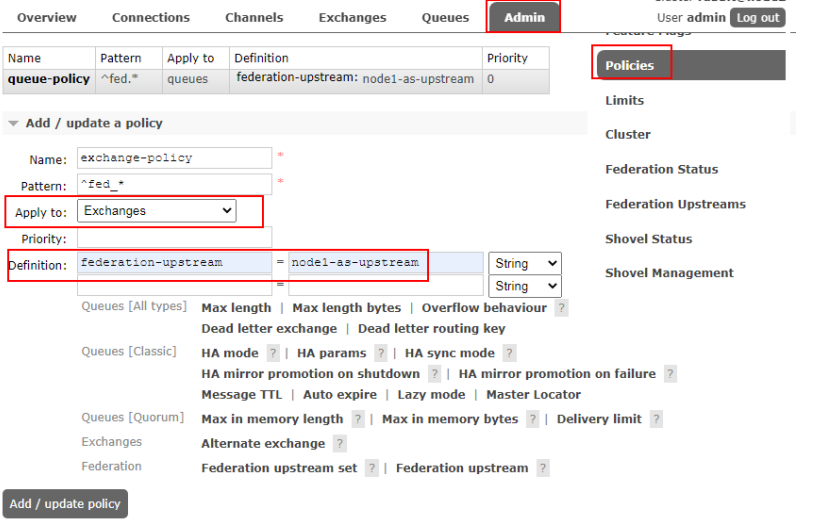 Overview Connections Channels Exchanges Queues Admin
User admin Log out
Name Pattern Apply to Definition Priority
queue-policy ^fed.* queues federation-upstream: node1-as-upstream 0
Policies
Limits
Cluster
Federation Status
Federation Upstreams
Shovel Status
Shovel Management
Add / update a policy
Name: exchange-policy *
Pattern: ^fed_* *
Apply to: Exchanges
Priority:
Definition: federation-upstream = node1-as-upstream String
= String
Queues [All types] Max length | Max length bytes | Overflow behaviour ?
Dead letter exchange | Dead letter routing key
Queues [Classic] HA mode ? | HA params ? | HA sync mode ?
HA mirror promotion on shutdown ? | HA mirror promotion on failure ?
Message TTL | Auto expire | Lazy mode | Master Locator
Queues [Quorum] Max in memory length ? | Max in memory bytes ? | Delivery limit ?
Exchanges Alternate exchange ?
Federation Federation upstream set ? | Federation upstream ?
Add / update policy